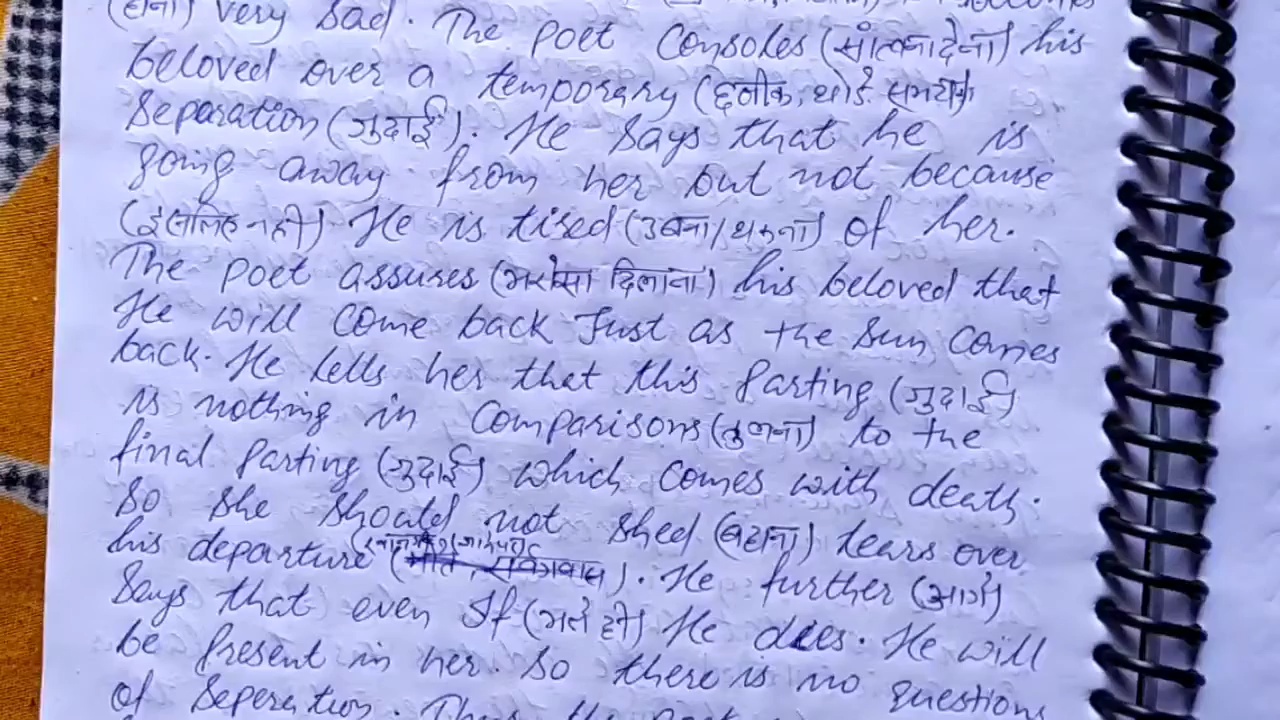 (होना) very sad. The poet
Consoles (सांत्वना देना) his
beloved over a temporary (क्षणीक, थोड़े समय का
Separation (जुदाई). He says that he is
going away from her but not because
(इसलिए नहीं) He is tired (उबना/थकना) of her.
The poet assures (भरोसा दिलाना) his beloved that
He will come back Just as the Sun comes
back. He tells her that this Parting (जुदाई)
is nothing in Comparisons (तुलना) to the
final Parting (जुदाई) which comes with death.
So she should not shed (बहाना) tears over
his departure ( ). He further (आगे)
Says that even If (भले ही) He dies. He will
be Present in her. So there is no questions
of Seperation. Thus the Poet